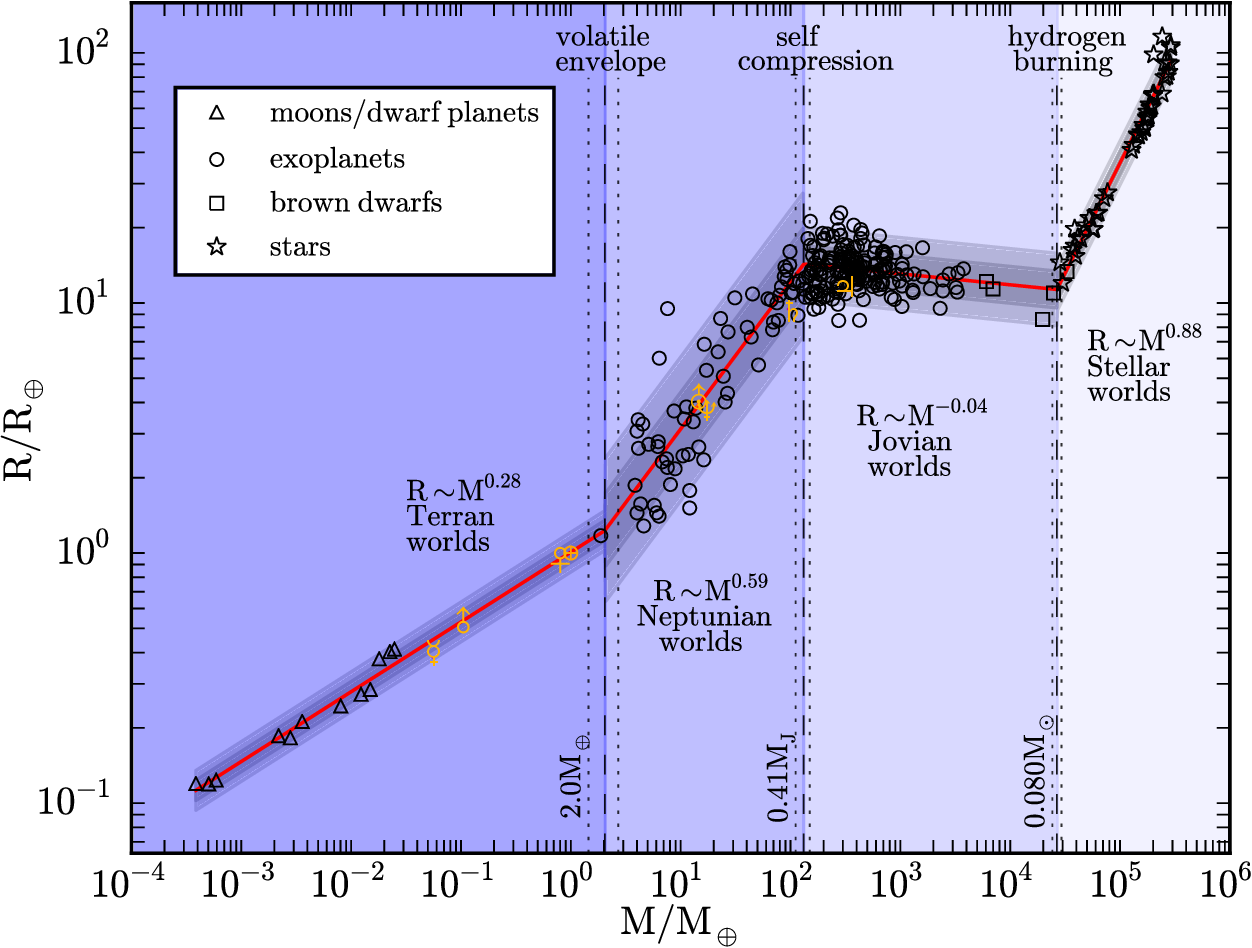 volatile
envelope
self
compression
hydrogen
burning
moons/dwarf planets
exoplanets
brown dwarfs
stars
R∼M^0.28
Terran
worlds
R∼M^0.59
Neptunian
worlds
R∼M^−0.04
Jovian
worlds
R∼M^0.88
Stellar
worlds
2.0M⊕
0.41M_J
0.080M⊙
R/R⊕
10^2
10^1
10^0
10^−1
10^−4 10^−3 10^−2 10^−1 10^0 10^1 10^2 10^3 10^4 10^5 10^6
M/M⊕